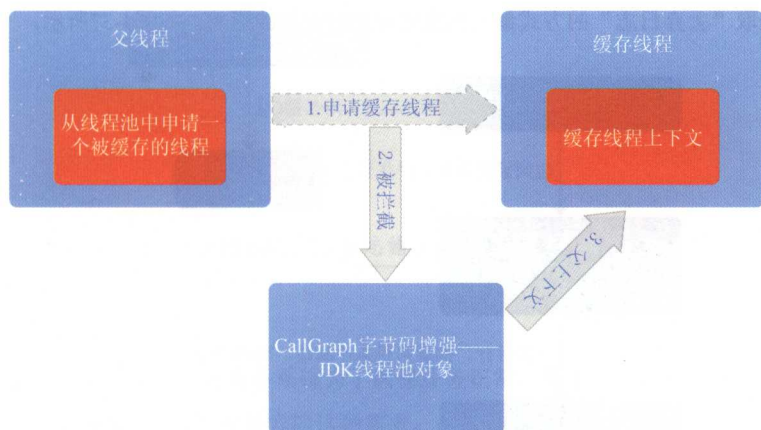 父线程
缓存线程
从线程池中申请一
个被缓存的线程
1.申请缓存线程
缓存线程上下文
2. 被拦截
3. 父上下文
CallGraph字节码增强——
JDK线程池对象